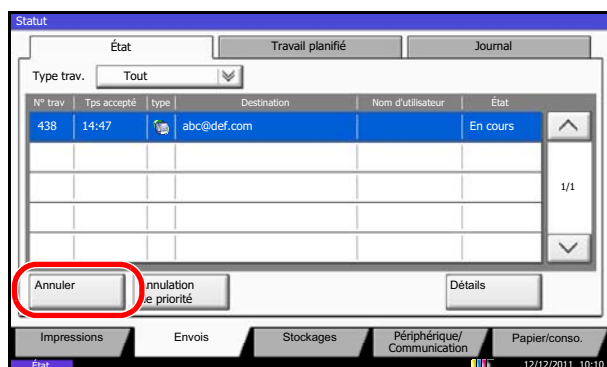 Statut
État Travail planifié Journal
Type trav. Tout
N° trav Tps accepté type Destination Nom d'utilisateur État
438 14:47 abc@def.com En cours
1/1
Annuler nnulation Détails
e priorité
Impressions Envois Stockages Périphérique/ Papier/conso.
Communication
État 12/12/2011 10:10